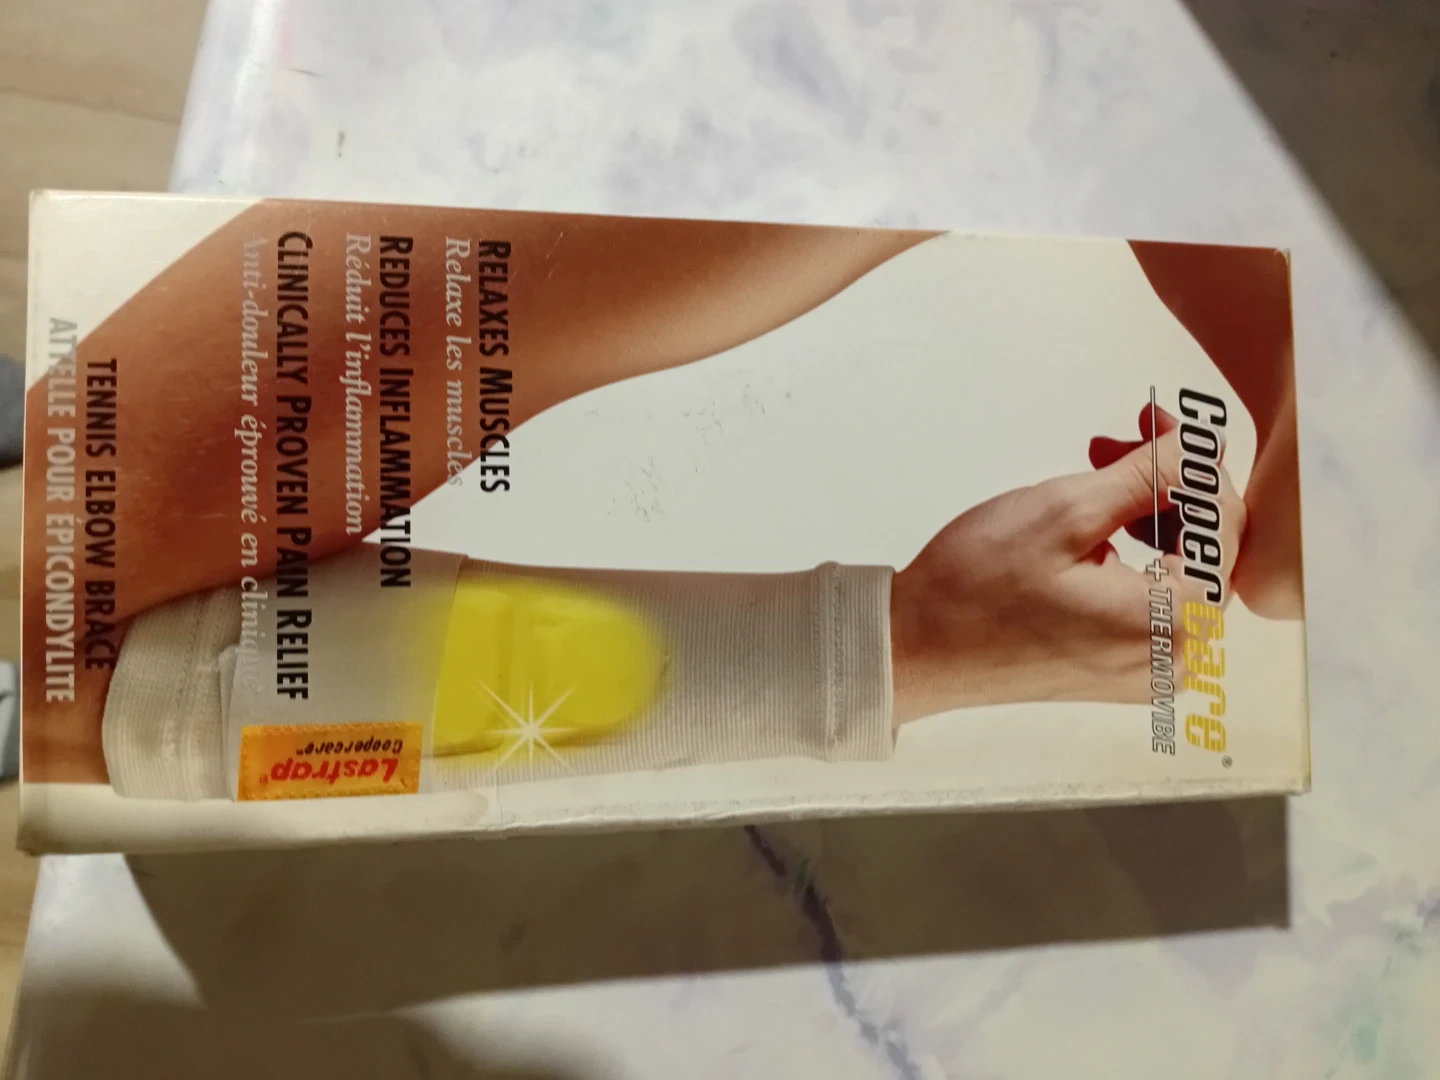 CooperCare®
+ THERMOVIBE
RELAXES MUSCLES
Relaxe les muscles
REDUCES INFLAMMATION
Réduit l'inflammation
CLINICALLY PROVEN PAIN RELIEF
Anti-douleur éprouvé en clinique
Lastrap®
Coopercare™
TENNIS ELBOW BRACE
ATTELLE POUR ÉPICONDYLITE